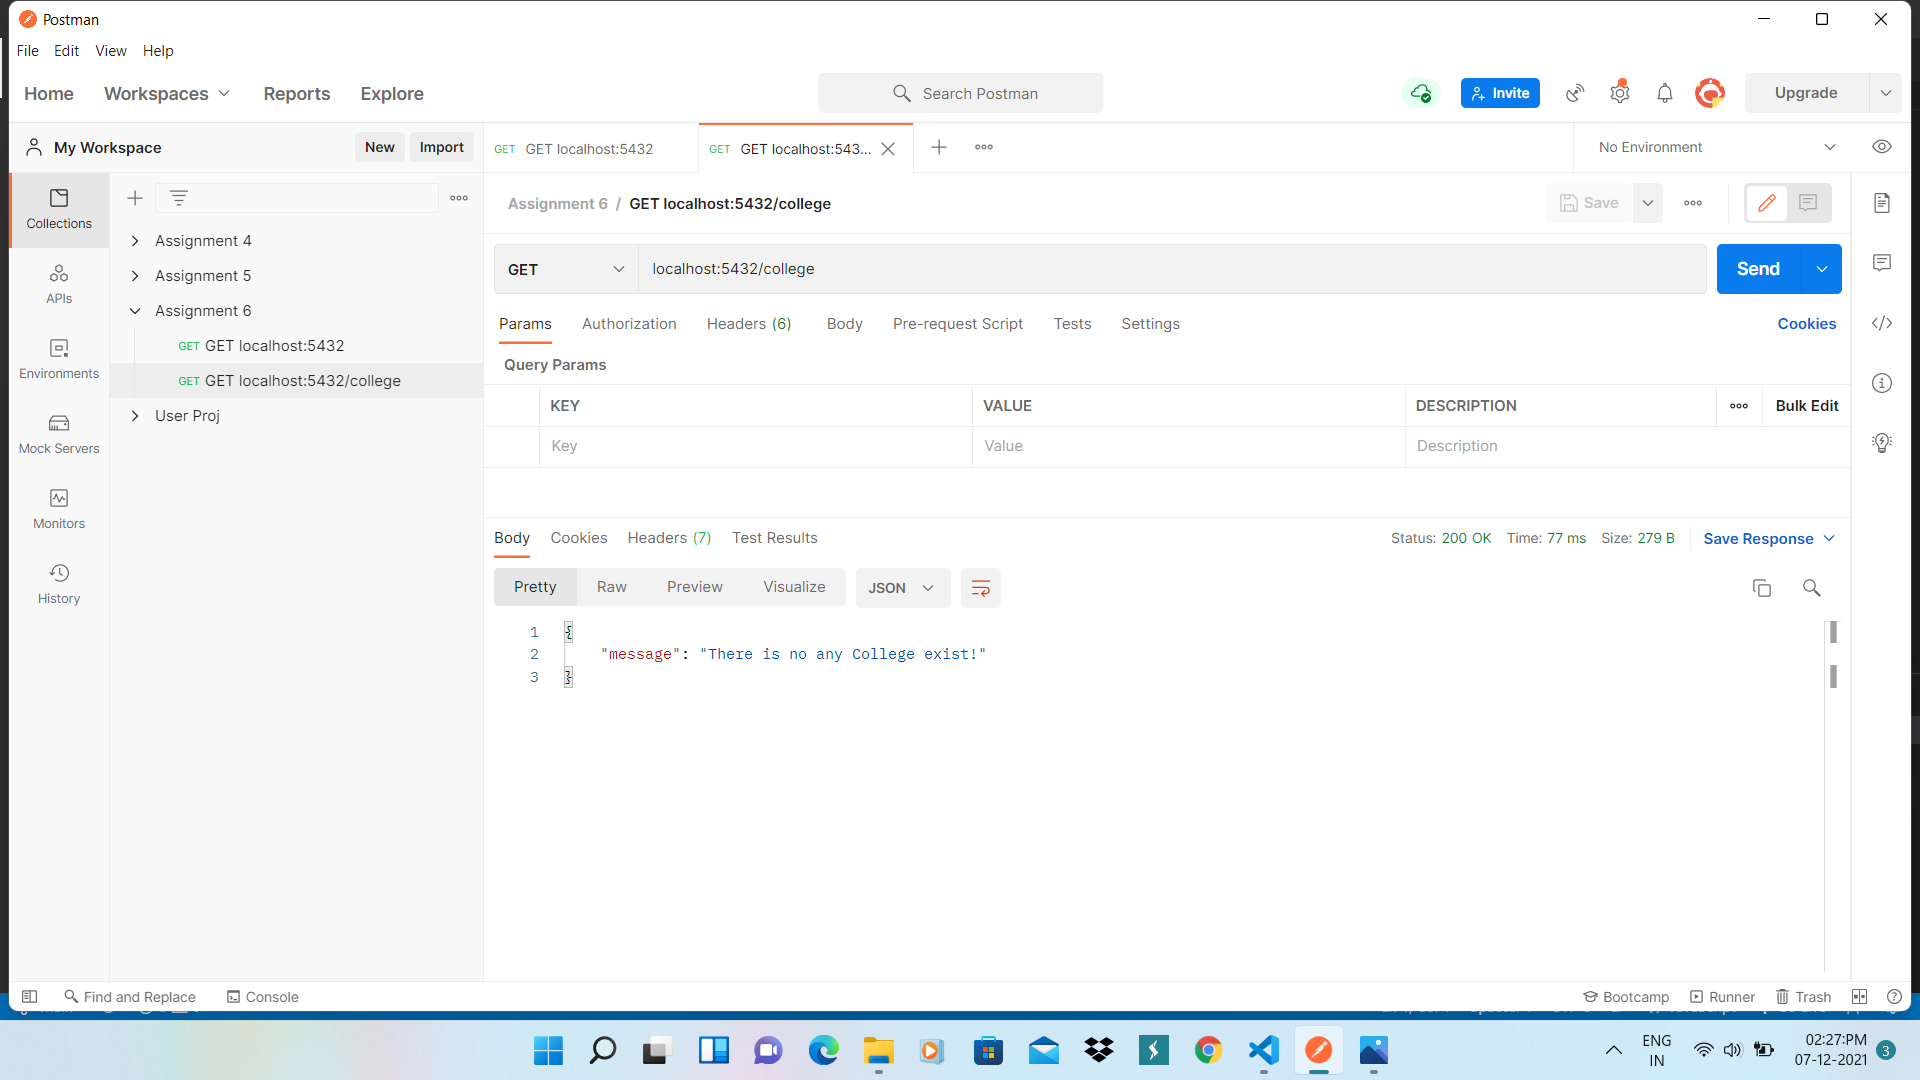 Postman
File Edit View Help
Home Workspaces Reports Explore
Search Postman
Invite
Upgrade
My Workspace
New Import
GET GET localhost:5432
GET GET localhost:543...
No Environment
Collections
APIs
Environments
Mock Servers
Monitors
History
Assignment 4
Assignment 5
Assignment 6
GET GET localhost:5432
GET GET localhost:5432/college
User Proj
Assignment 6 / GET localhost:5432/college
Save
GET localhost:5432/college
Send
Params Authorization Headers (6) Body Pre-request Script Tests Settings
Cookies
Query Params
KEY VALUE DESCRIPTION Bulk Edit
Key Value Description
Body Cookies Headers (7) Test Results
Status: 200 OK Time: 77 ms Size: 279 B Save Response
Pretty Raw Preview Visualize JSON
1 {
2 "message": "There is no any College exist!"
3 }
Find and Replace Console
Bootcamp Runner Trash
ENG
IN
02:27:PM
07-12-2021
3